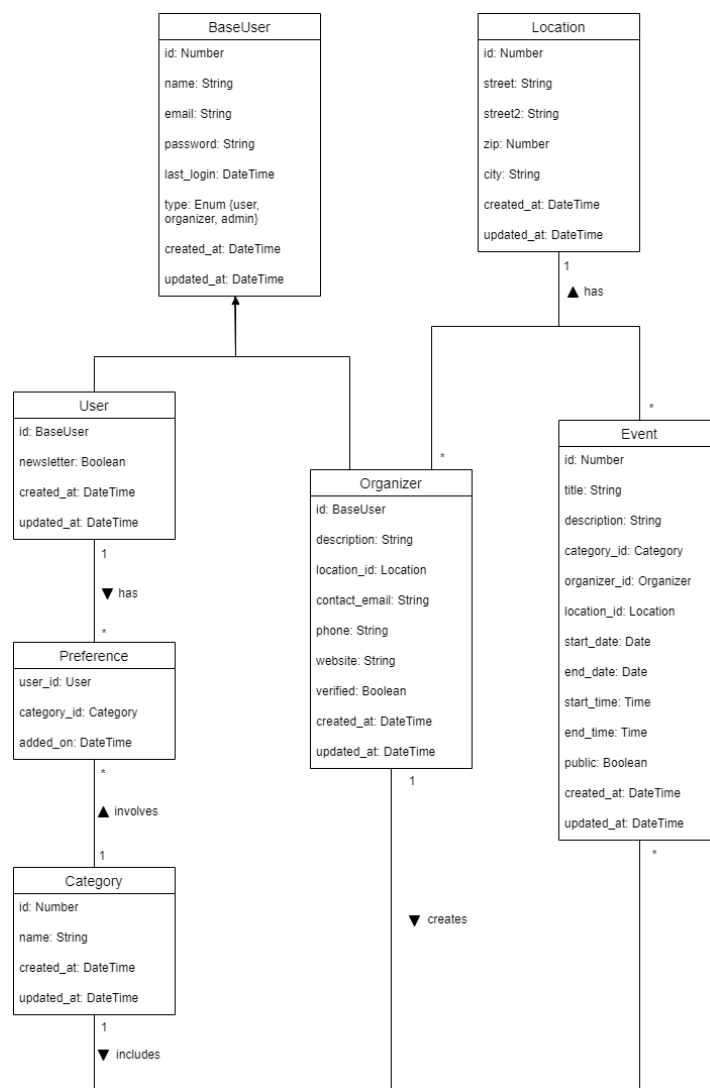 BaseUser
id: Number
name: String
email: String
password: String
last_login: DateTime
type: Enum {user,
organizer, admin}
created_at: DateTime
updated_at: DateTime
Location
id: Number
street: String
street2: String
zip: Number
city: String
created_at: DateTime
updated_at: DateTime
1
▲ has
*
*
User
id: BaseUser
newsletter: Boolean
created_at: DateTime
updated_at: DateTime
1
▼ has
*
Organizer
id: BaseUser
description: String
location_id: Location
contact_email: String
phone: String
website: String
verified: Boolean
created_at: DateTime
updated_at: DateTime
1
▼ creates
Event
id: Number
title: String
description: String
category_id: Category
organizer_id: Organizer
location_id: Location
start_date: Date
end_date: Date
start_time: Time
end_time: Time
public: Boolean
created_at: DateTime
updated_at: DateTime
*
Preference
user_id: User
category_id: Category
added_on: DateTime
*
▲ involves
1
Category
id: Number
name: String
created_at: DateTime
updated_at: DateTime
1
▼ includes